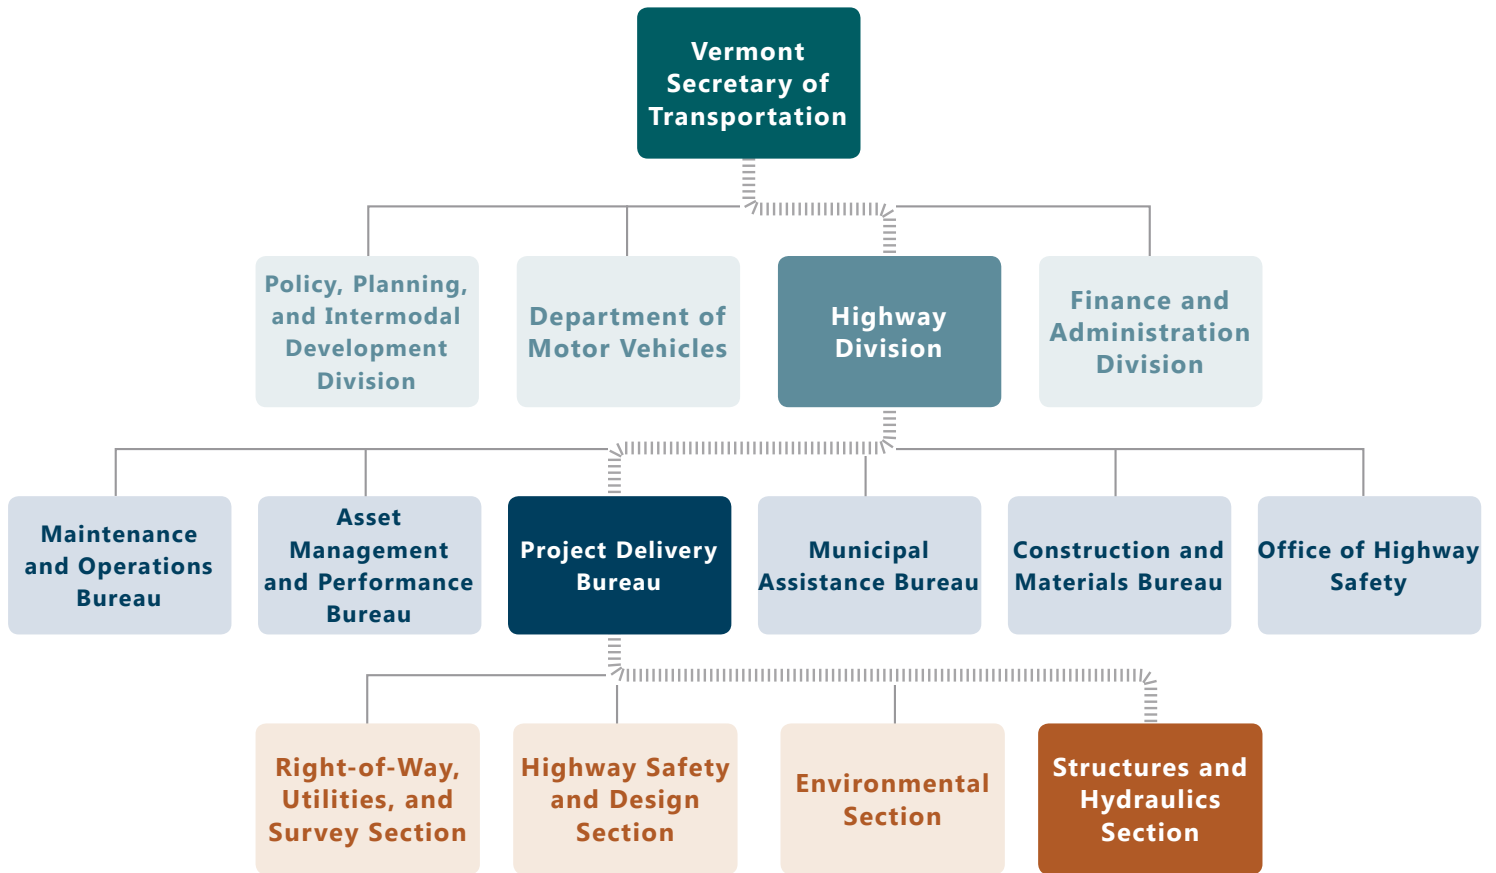 Vermont
Secretary of
Transportation
Policy, Planning,
and Intermodal
Development
Division
Department of
Motor Vehicles
Highway
Division
Finance and
Administration
Division
Maintenance
and Operations
Bureau
Asset
Management
and Performance
Bureau
Project Delivery
Bureau
Municipal
Assistance Bureau
Construction and
Materials Bureau
Office of Highway
Safety
Right-of-Way,
Utilities, and
Survey Section
Highway Safety
and Design
Section
Environmental
Section
Structures and
Hydraulics
Section